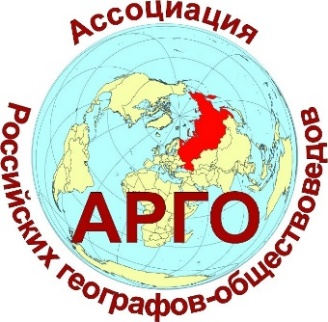 Ассоциация
Российских географов-обществоведов
АРГО